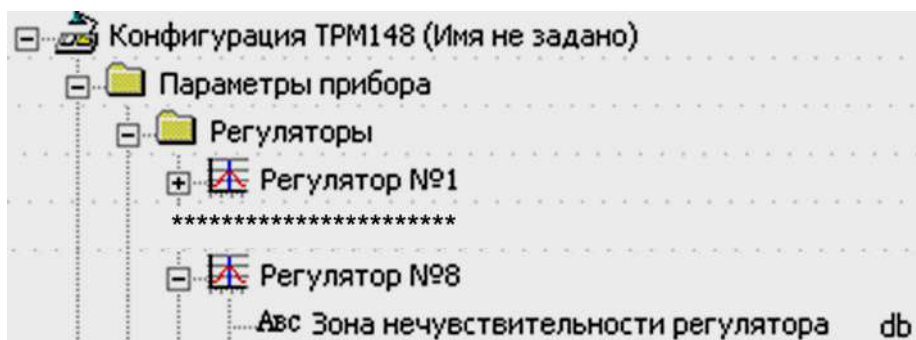 Конфигурация ТРМ148 (Имя не задано)
Параметры прибора
Регуляторы
Регулятор №1
***********************
Регулятор №8
Авс Зона нечувствительности регулятора db